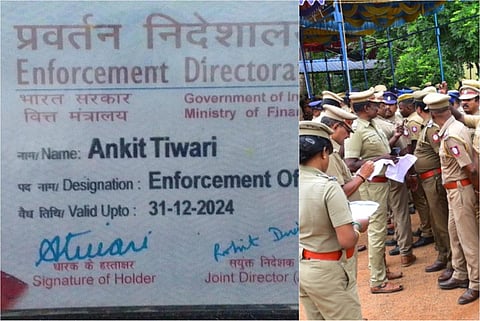 प्रवर्तन निदेशाल
Enforcement Directora
भारत सरकार Government of In
वित्त मंत्रालय Ministry of Finan
नाम/ Name: Ankit Tiwari
पद नाम/ Designation : Enforcement Of
वैध तिथि/ Valid Upto : 31-12-2024
धारक के हस्ताक्षर संयुक्त निदेशक
Signature of Holder Joint Director (